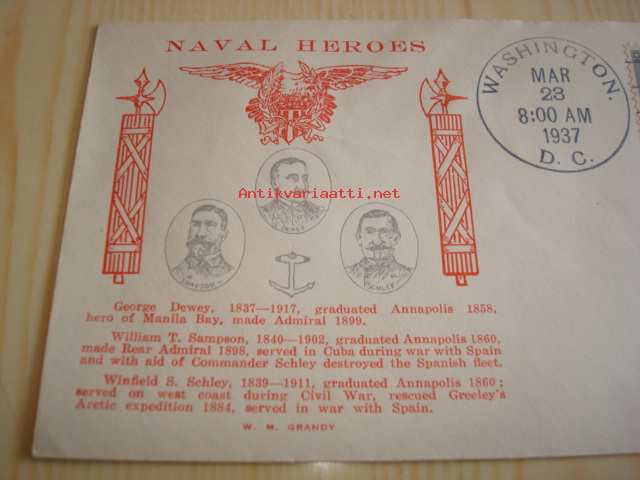 NAVAL HEROES
WASHINGTON.
MAR
23
8:00 AM
1937
D. C.
Antikvariaatti.net
DEWEY
SAMPSON
SCHLEY
George Dewey, 1837—1917, graduated Annapolis 1858,
hero of Manila Bay, made Admiral 1899.
William T. Sampson, 1840—1902, graduated Annapolis 1860,
made Rear Admiral 1898, served in Cuba during war with Spain
and with aid of Commander Schley destroyed the Spanish fleet.
Winfield S. Schley, 1839—1911, graduated Annapolis 1860;
served on west coast during Civil War, rescued Greeley's
Arctic expedition 1884, served in war with Spain.
W. M. GRANDY